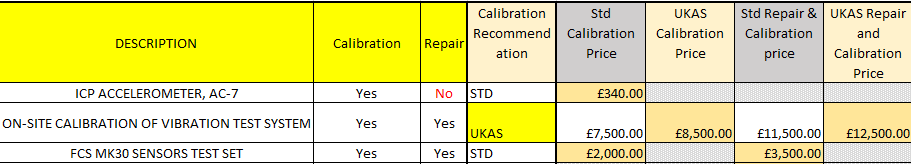 DESCRIPTION Calibration Repair Calibration Recommend ation Std Calibration Price UKAS Calibration Price Std Repair & Calibration price UKAS Repair and Calibration Price
ICP ACCELEROMETER, AC-7 Yes No STD £340.00
ON-SITE CALIBRATION OF VIBRATION TEST SYSTEM Yes Yes UKAS £7,500.00 £8,500.00 £11,500.00 £12,500.00
FCS MK30 SENSORS TEST SET Yes Yes STD £2,000.00 £3,500.00